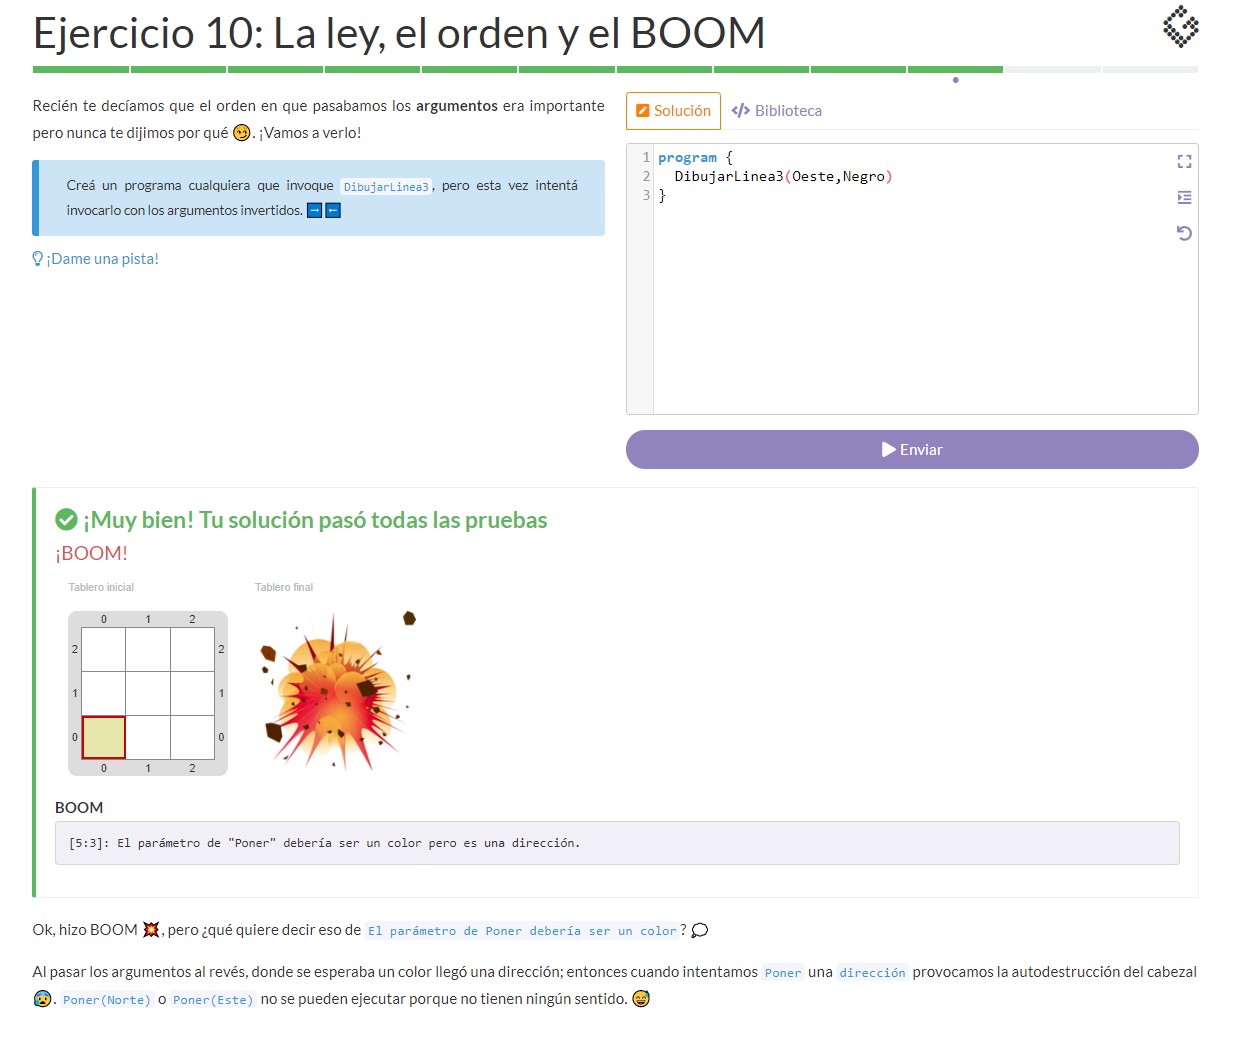 Ejercicio 10: La ley, el orden y el BOOM
Recién te decíamos que el orden en que pasabamos los argumentos era importante
pero nunca te dijimos por qué 😏. ¡Vamos a verlo!
Creá un programa cualquiera que invoque DibujarLinea3, pero esta vez intentá
invocarlo con los argumentos invertidos. ➡️⬅️
¡Dame una pista!
Solución
</> Biblioteca
1 program {
2 DibujarLinea3(Oeste,Negro)
3 }
Enviar
¡Muy bien! Tu solución pasó todas las pruebas
¡BOOM!
Tablero inicial
Tablero final
0 1 2
2 2
1 1
0 0
0 1 2
BOOM
[5:3]: El parámetro de "Poner" debería ser un color pero es una dirección.
Ok, hizo BOOM 💥, pero ¿qué quiere decir eso de El parámetro de Poner debería ser un color? 💭
Al pasar los argumentos al revés, donde se esperaba un color llegó una dirección; entonces cuando intentamos Poner una dirección provocamos la autodestrucción del cabezal
😰. Poner(Norte) o Poner(Este) no se pueden ejecutar porque no tienen ningún sentido. 😅